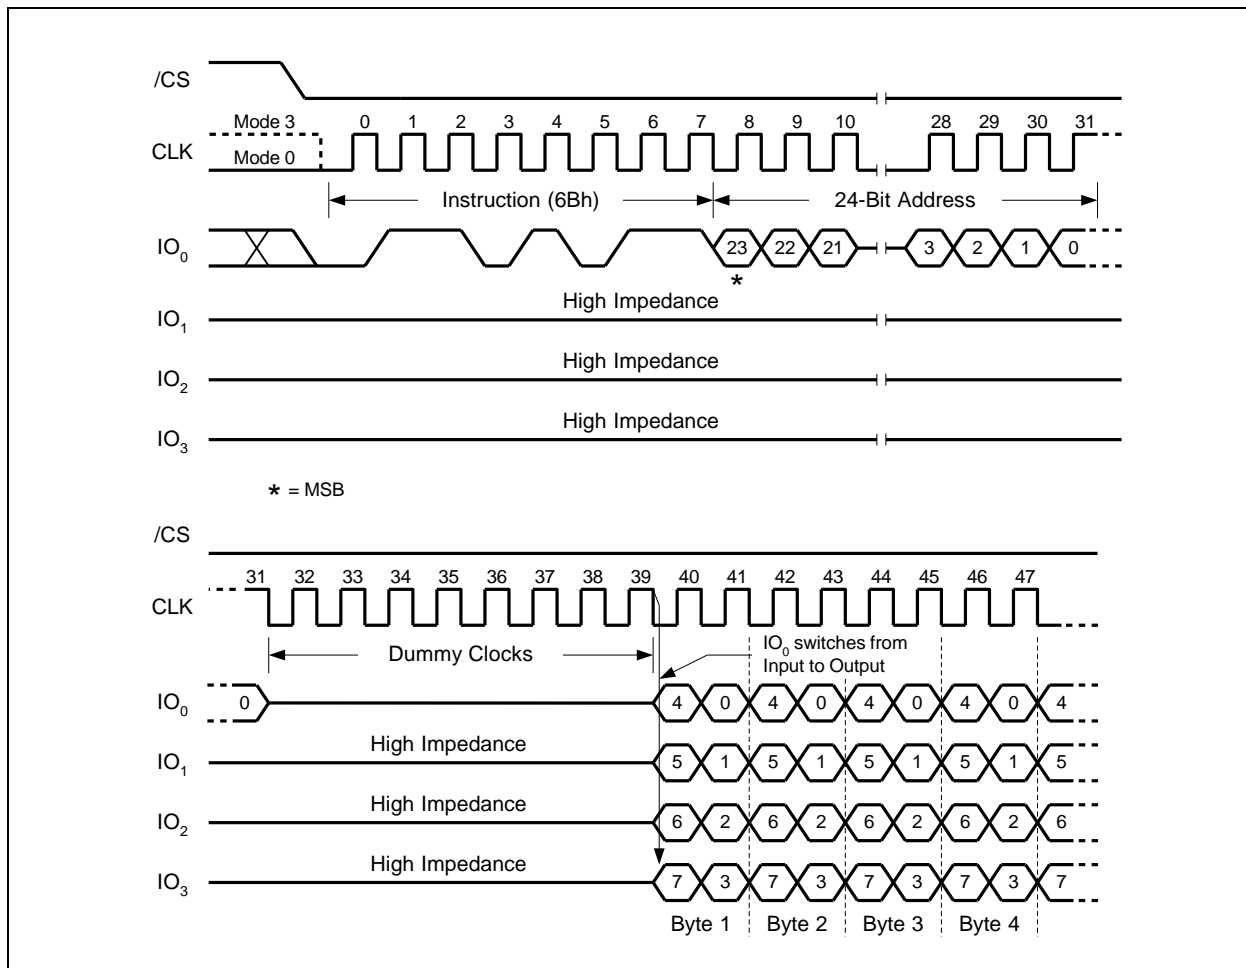 /CS
Mode 3 0 1 2 3 4 5 6 7 8 9 10 28 29 30 31
CLK
Mode 0
Instruction (6Bh) 24-Bit Address
IO0 23 22 21 3 2 1 0
*
High Impedance
IO1
High Impedance
IO2
High Impedance
IO3
* = MSB
/CS
31 32 33 34 35 36 37 38 39 40 41 42 43 44 45 46 47
CLK
Dummy Clocks
IO0 switches from
Input to Output
IO0 0 4 0 4 0 4 0 4 0 4
High Impedance
IO1 5 1 5 1 5 1 5 1 5
High Impedance
IO2 6 2 6 2 6 2 6 2 6
High Impedance
IO3 7 3 7 3 7 3 7 3 7
Byte 1 Byte 2 Byte 3 Byte 4